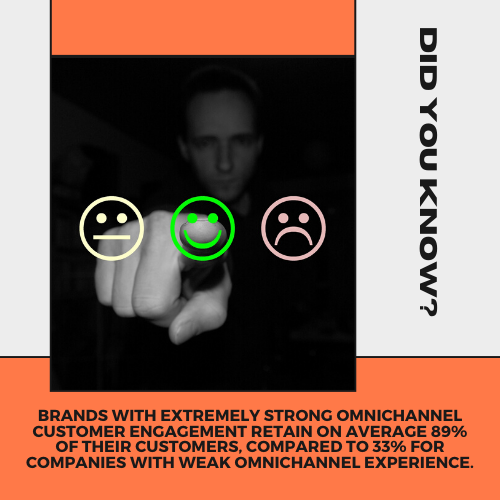 DID YOU KNOW?
BRANDS WITH EXTREMELY STRONG OMNICHANNEL
CUSTOMER ENGAGEMENT RETAIN ON AVERAGE 89%
OF THEIR CUSTOMERS, COMPARED TO 33% FOR
COMPANIES WITH WEAK OMNICHANNEL EXPERIENCE.